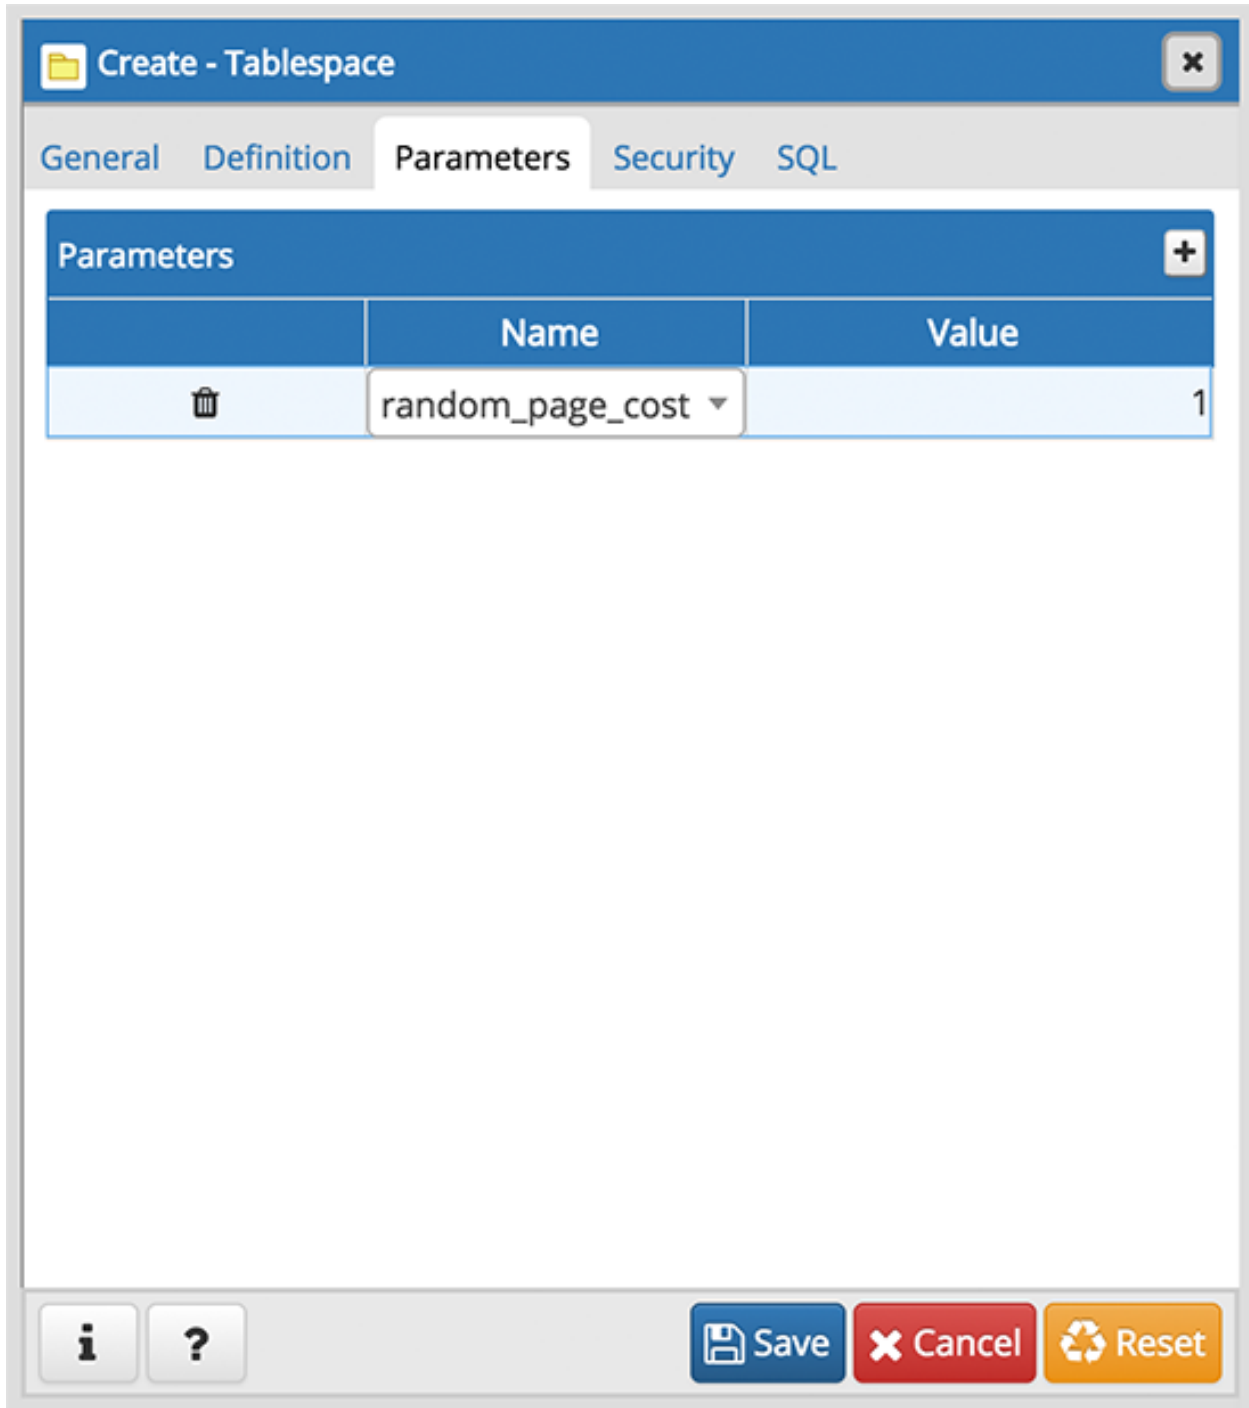 Create - Tablespace
General Definition Parameters Security SQL
Parameters
Name Value
random_page_cost 1
i ? Save Cancel Reset